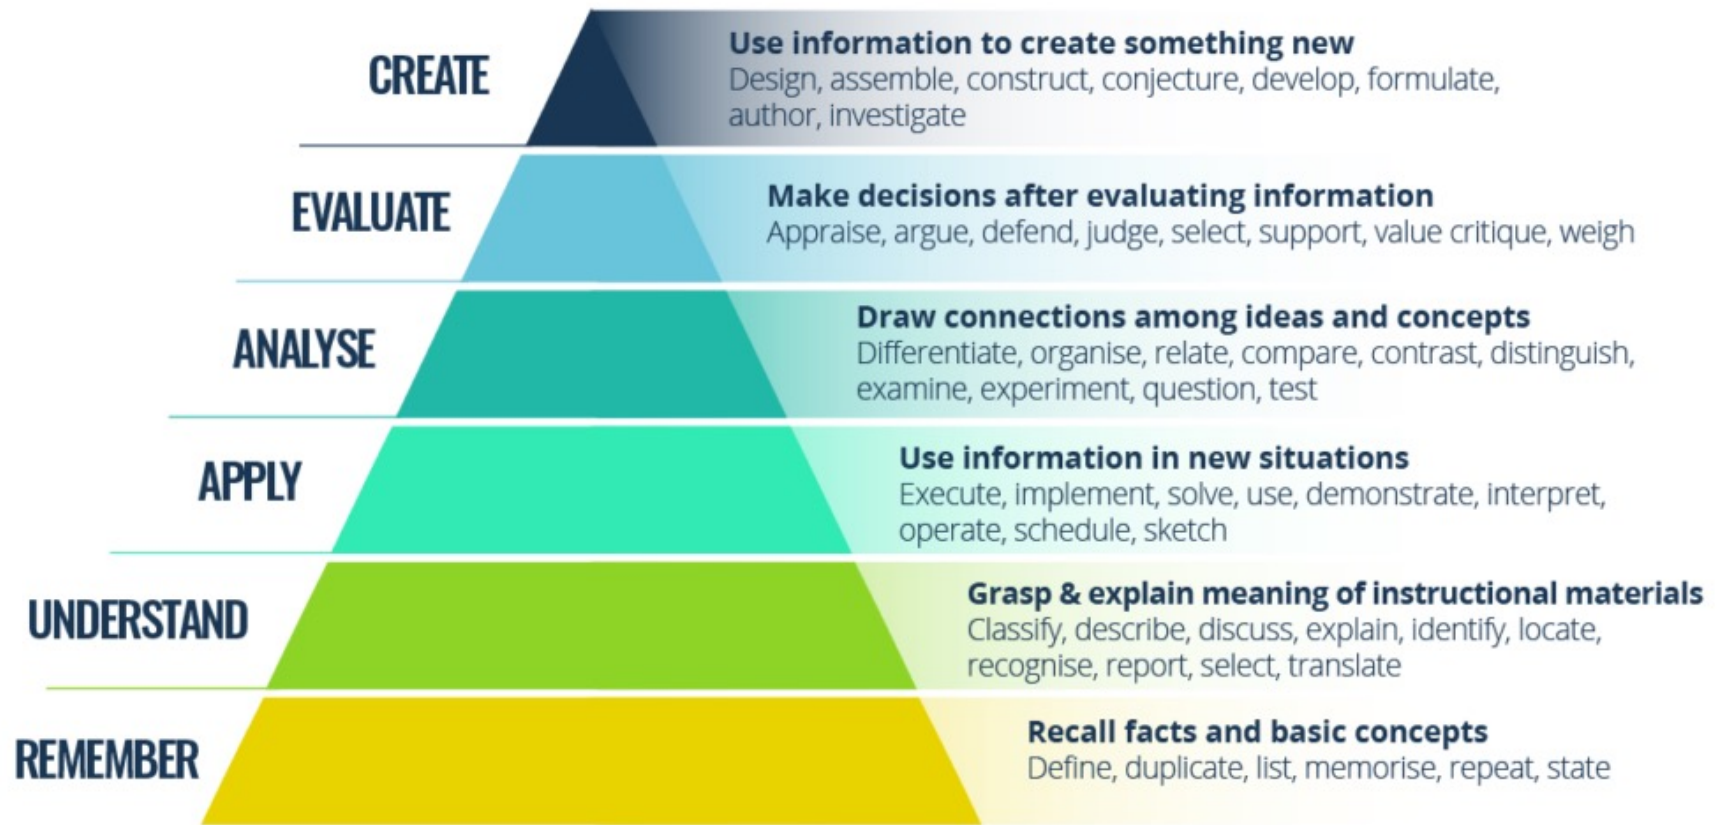 CREATE
Use information to create something new
Design, assemble, construct, conjecture, develop, formulate,
author, investigate
EVALUATE
Make decisions after evaluating information
Appraise, argue, defend, judge, select, support, value critique, weigh
ANALYSE
Draw connections among ideas and concepts
Differentiate, organise, relate, compare, contrast, distinguish,
examine, experiment, question, test
APPLY
Use information in new situations
Execute, implement, solve, use, demonstrate, interpret,
operate, schedule, sketch
UNDERSTAND
Grasp & explain meaning of instructional materials
Classify, describe, discuss, explain, identify, locate,
recognise, report, select, translate
REMEMBER
Recall facts and basic concepts
Define, duplicate, list, memorise, repeat, state